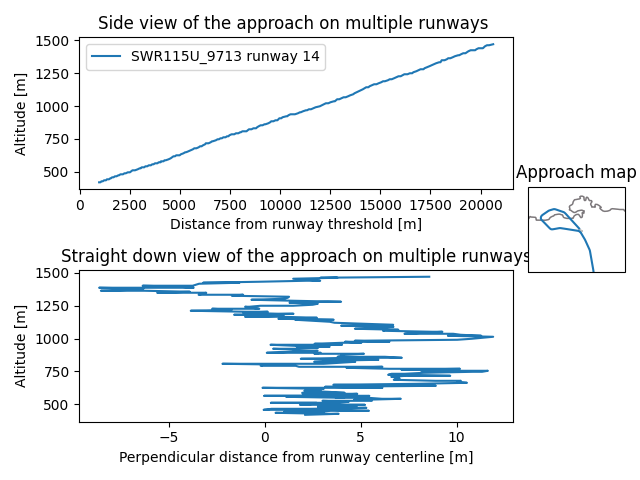 Side view of the approach on multiple runways
1500
1250
1000
750
500
Altitude [m]
SWR115U_9713 runway 14
0 2500 5000 7500 10000 12500 15000 17500 20000
Distance from runway threshold [m]
Approach map
Straight down view of the approach on multiple runways
1500
1250
1000
750
500
Altitude [m]
−5 0 5 10
Perpendicular distance from runway centerline [m]